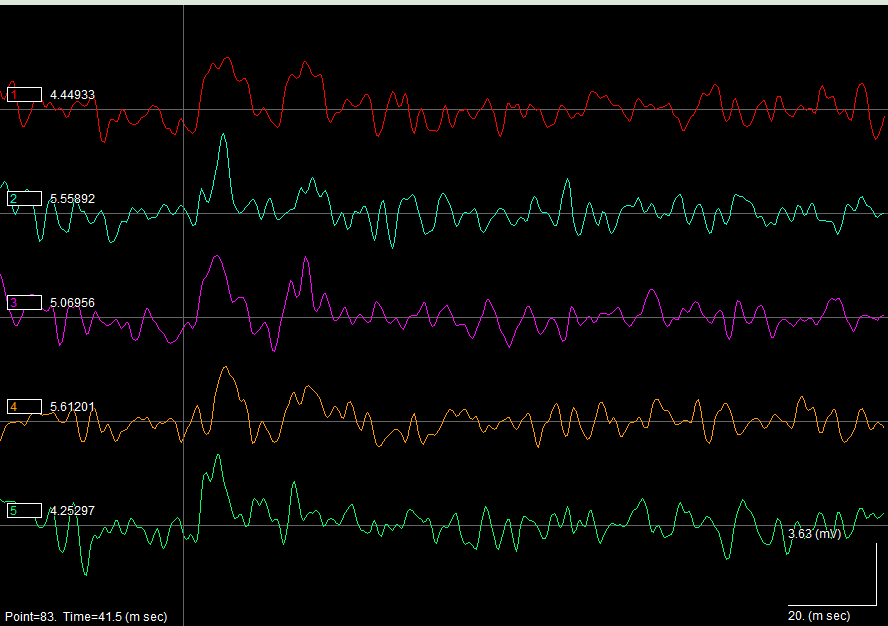 1 4.44933
2 5.55892
3 5.06956
4 5.61201
5 4.25297
3.63 (mV)
20. (m sec)
Point=83. Time=41.5 (m sec)